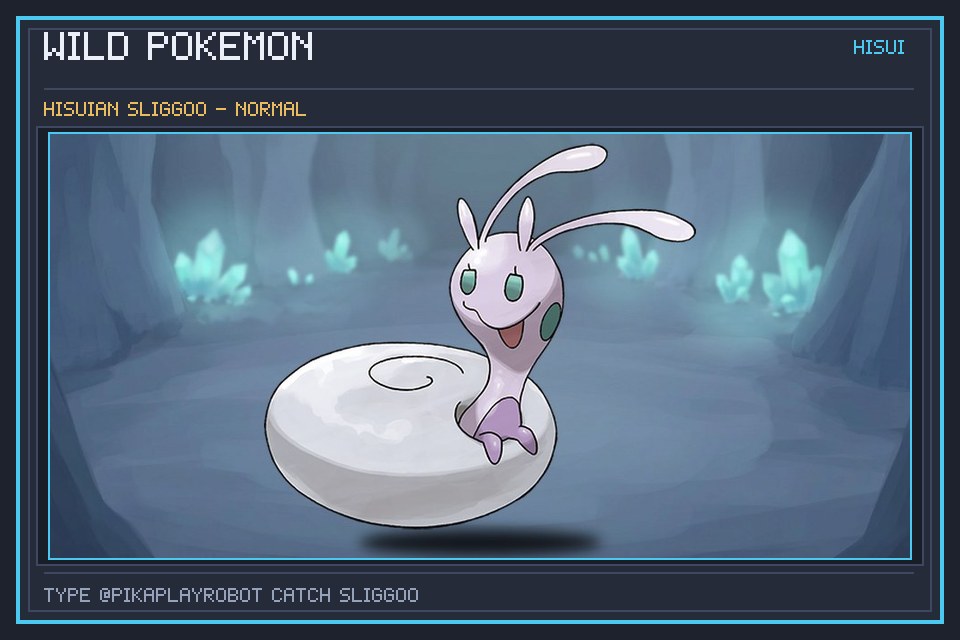 WILD POKEMON
HISUI
HISUIAN SLIGGOO - NORMAL
TYPE @PIKAPLAYROBOT CATCH SLIGGOO